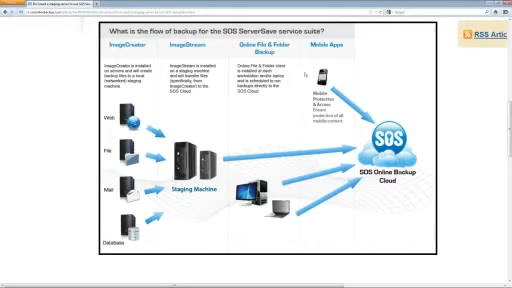 What is the flow of backup for the SOS ServerSave service suite?
ImageCreator
ImageStream
Online File & Folder
Backup
Mobile Apps
ImageCreator is installed
on servers and will create
backups to a local
(networked) staging
machine
ImageStream is installed
on a staging machine
and will transfer files
(specifically, from
ImageCreator) to the
SOS Cloud
Online File & Folder client
is installed at each
workstation and/or laptop
and is scheduled to run
backups directly to the
SOS Cloud
Mobile
Protection
& Access
Ensure
protection of all
mobile content
Web
File
Mail
Database
Staging Machine
SOS
SOS Online Backup
Cloud
RSS Artic